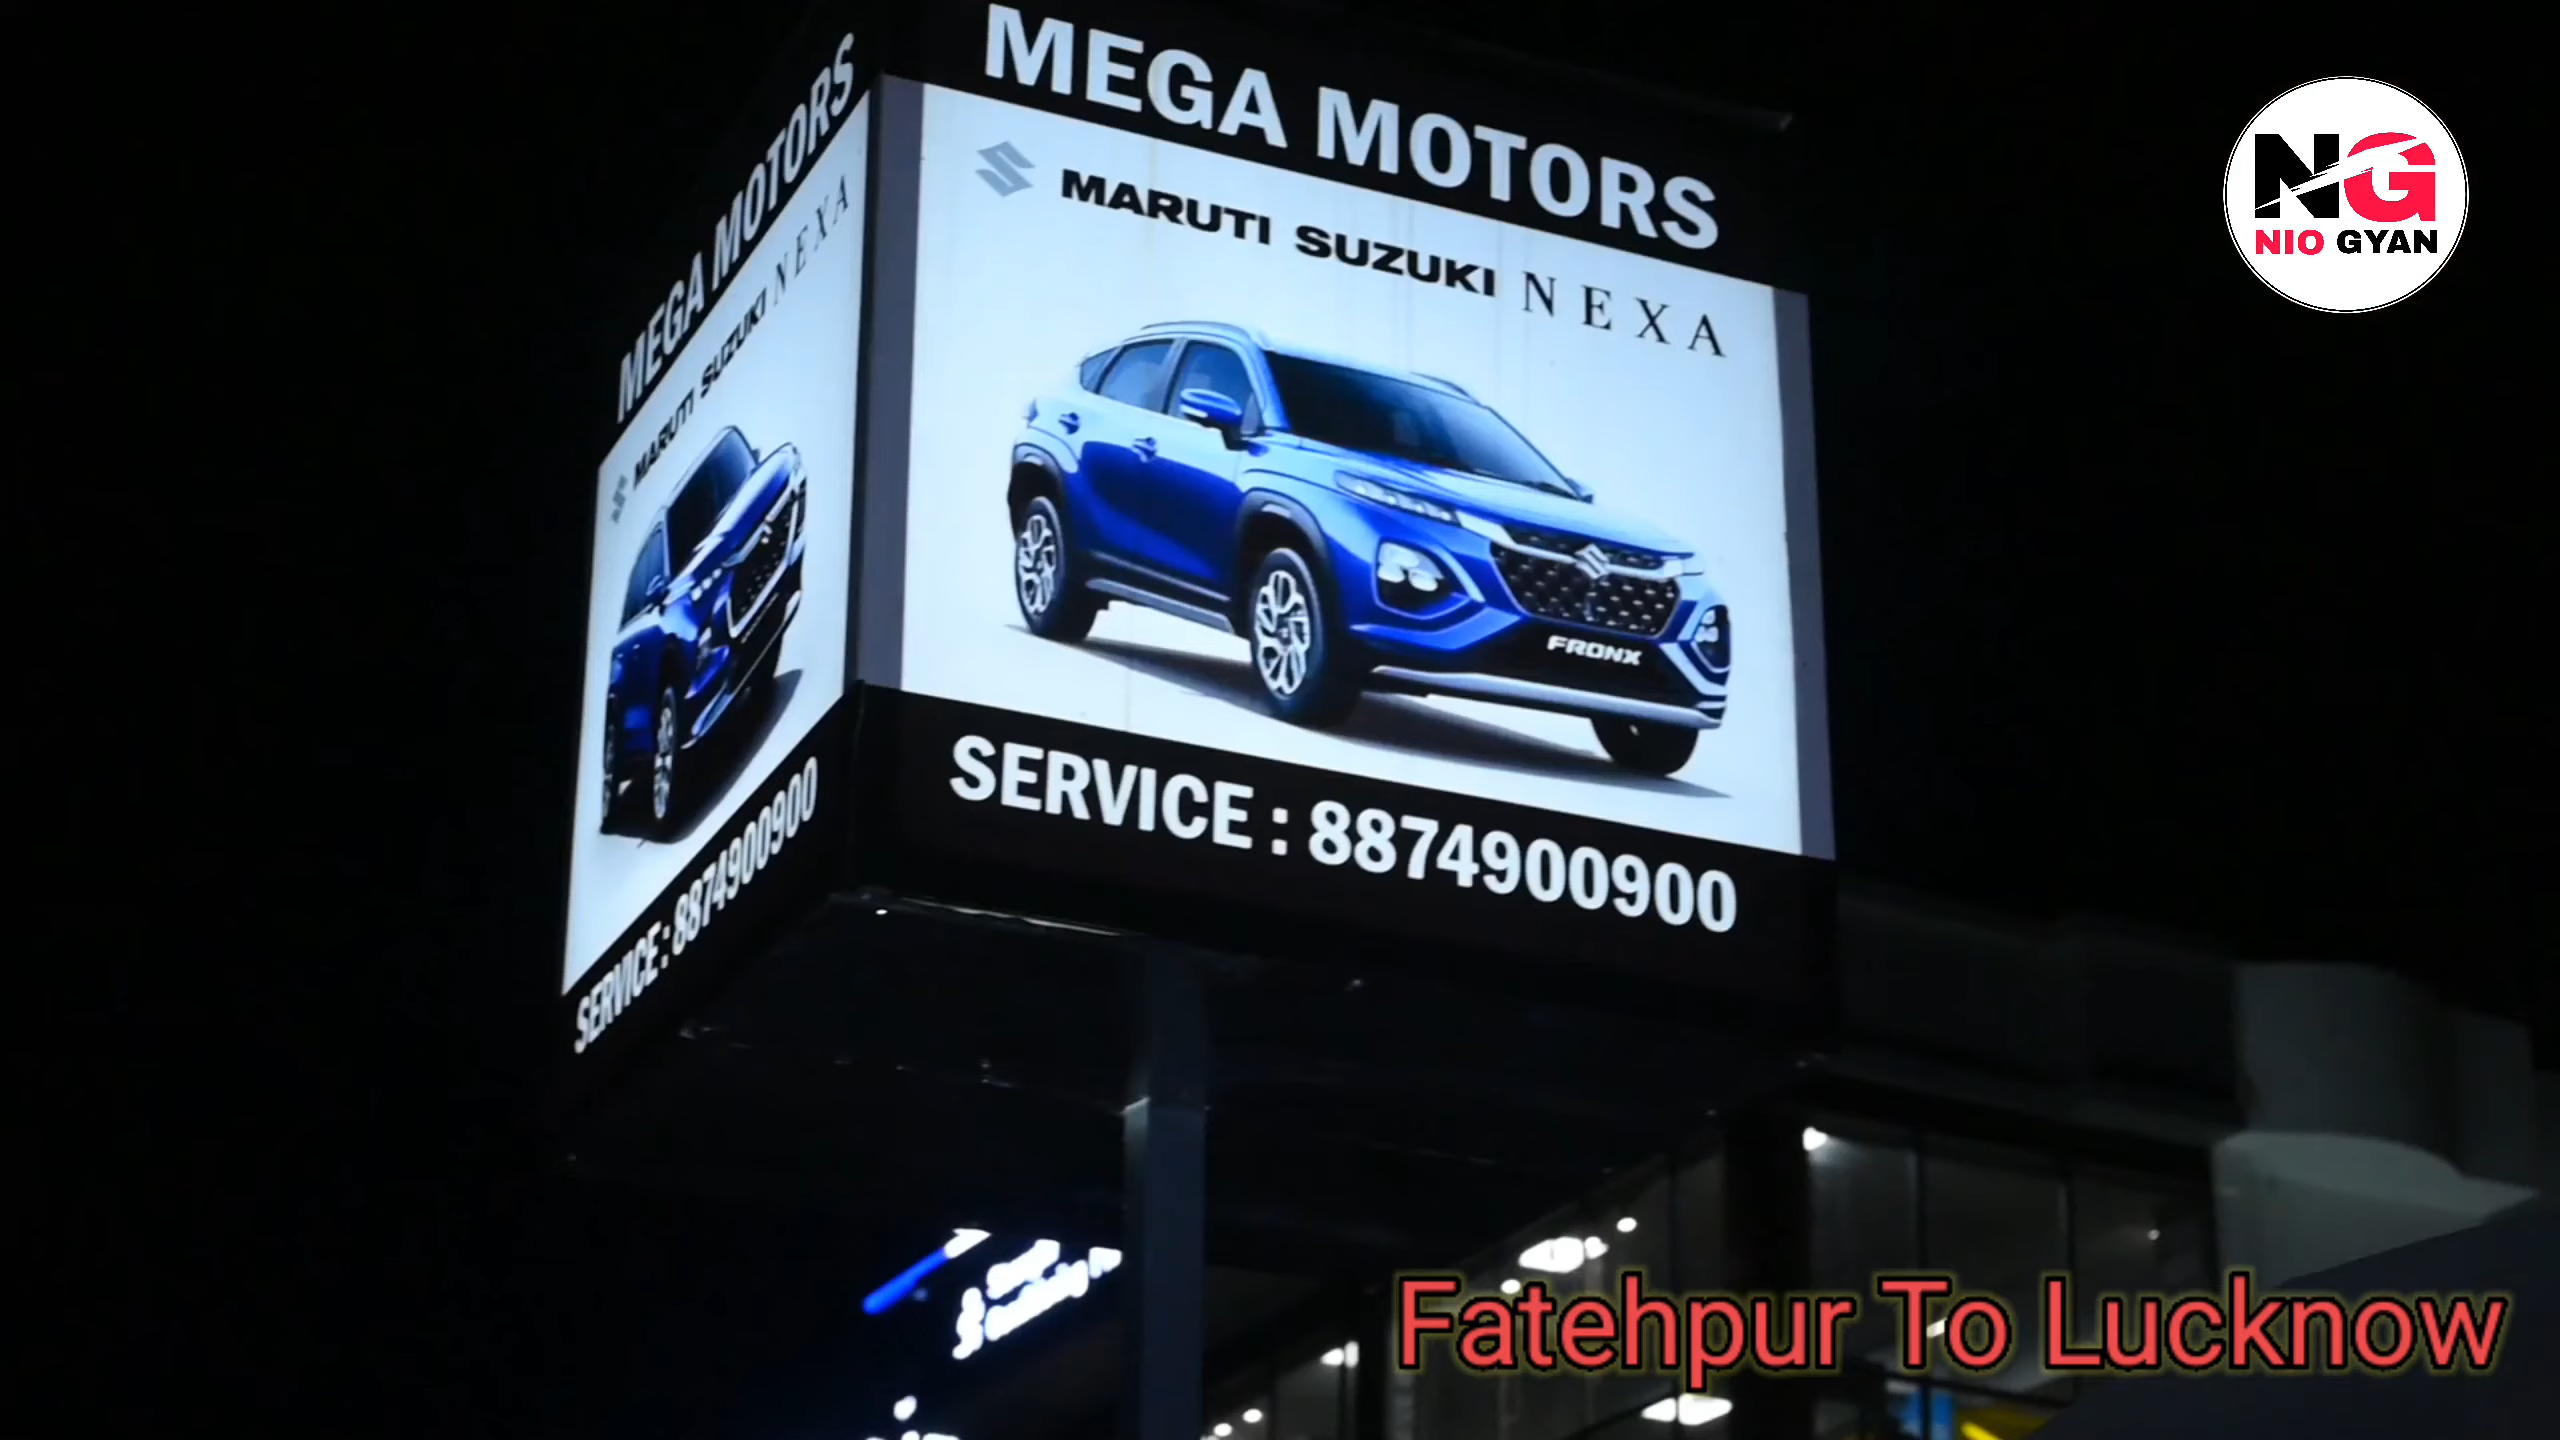 MEGA MOTORS
MARUTI SUZUKI NEXA
FRONX
SERVICE : 8874900900
MEGA MOTORS
MARUTI SUZUKI NEXA
SERVICE : 8874900900
NG
NIO GYAN
Fatehpur To Lucknow